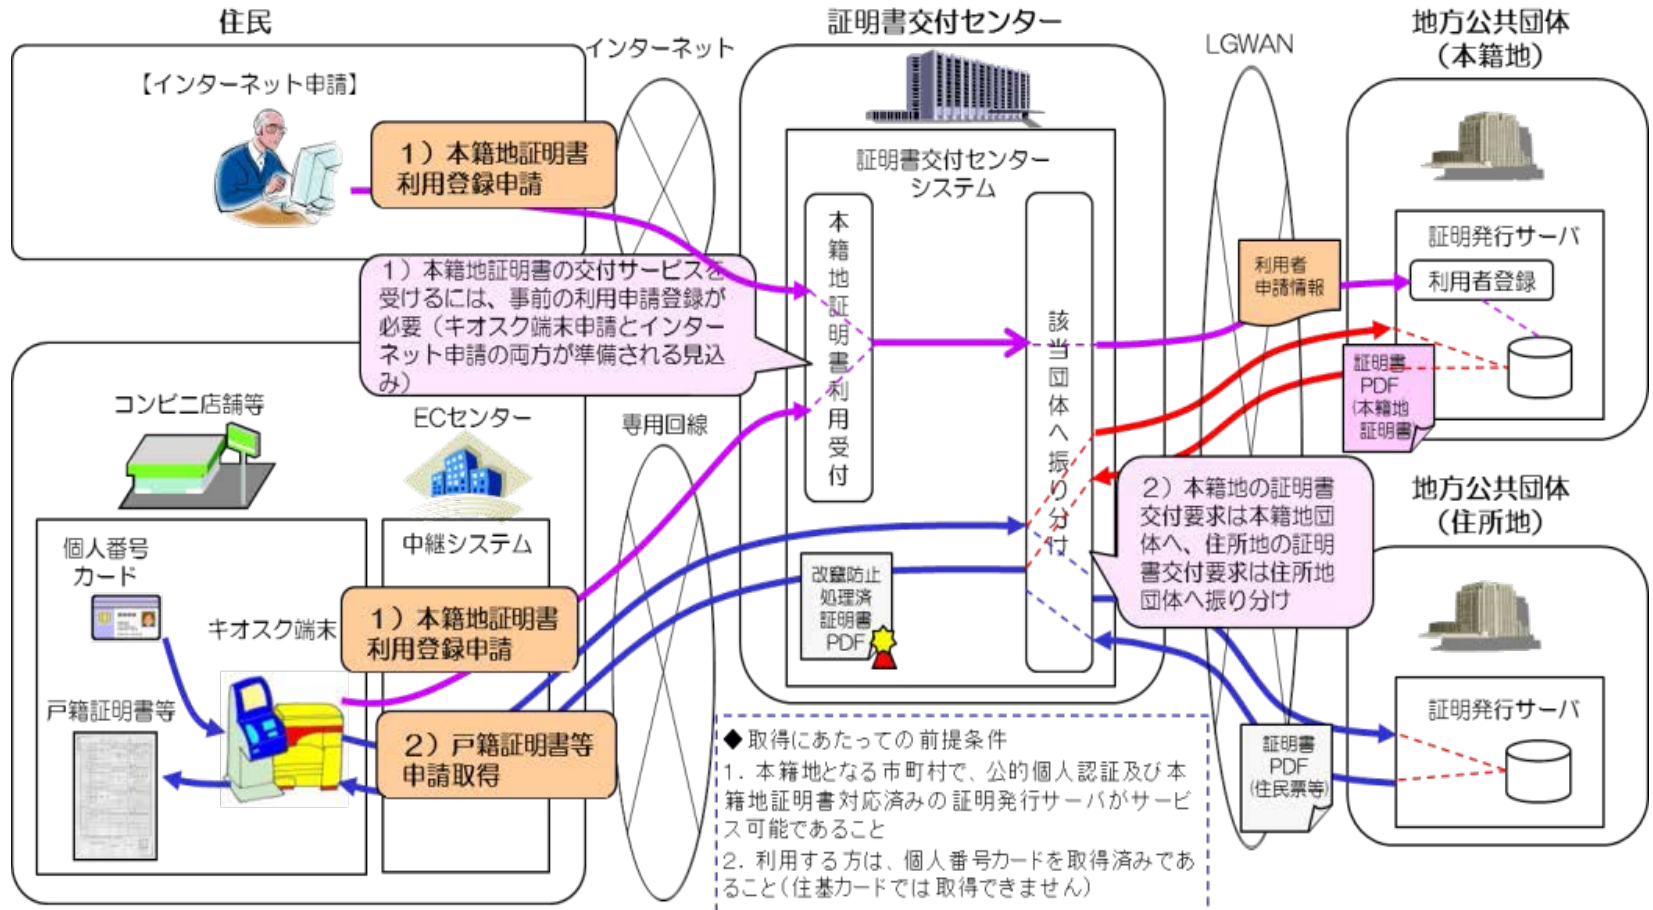 住民
【インターネット申請】
1）本籍地証明書
利用登録申請
インターネット
1）本籍地証明書の交付サービスを
受けるには、事前の利用申請登録が
必要（キオスク端末申請とインター
ネット申請の両方が準備される見込
み）
コンビニ店舗等
ECセンター
専用回線
個人番号
カード
中継システム
キオスク端末
1）本籍地証明書
利用登録申請
戸籍証明書等
2）戸籍証明書等
申請取得
証明書交付センター
証明書交付センター
システム
本籍地証明書利用受付
該当団体へ振り分け
改竄防止
処理済
証明書
PDF
◆取得にあたっての前提条件
1．本籍地となる市町村で、公的個人認証及び本
籍地証明書対応済みの証明発行サーバがサービ
ス可能であること
2．利用する方は、個人番号カードを取得済みであ
ること（住基カードでは取得できません）
LGWAN
利用者
申請情報
2）本籍地の証明書
交付要求は本籍地団
体へ、住所地の証明
書交付要求は住所地
団体へ振り分け
地方公共団体
（本籍地）
証明発行サーバ
利用者登録
証明書
PDF
（本籍地
証明書）
地方公共団体
（住所地）
証明発行サーバ
証明書
PDF
（住民票等）